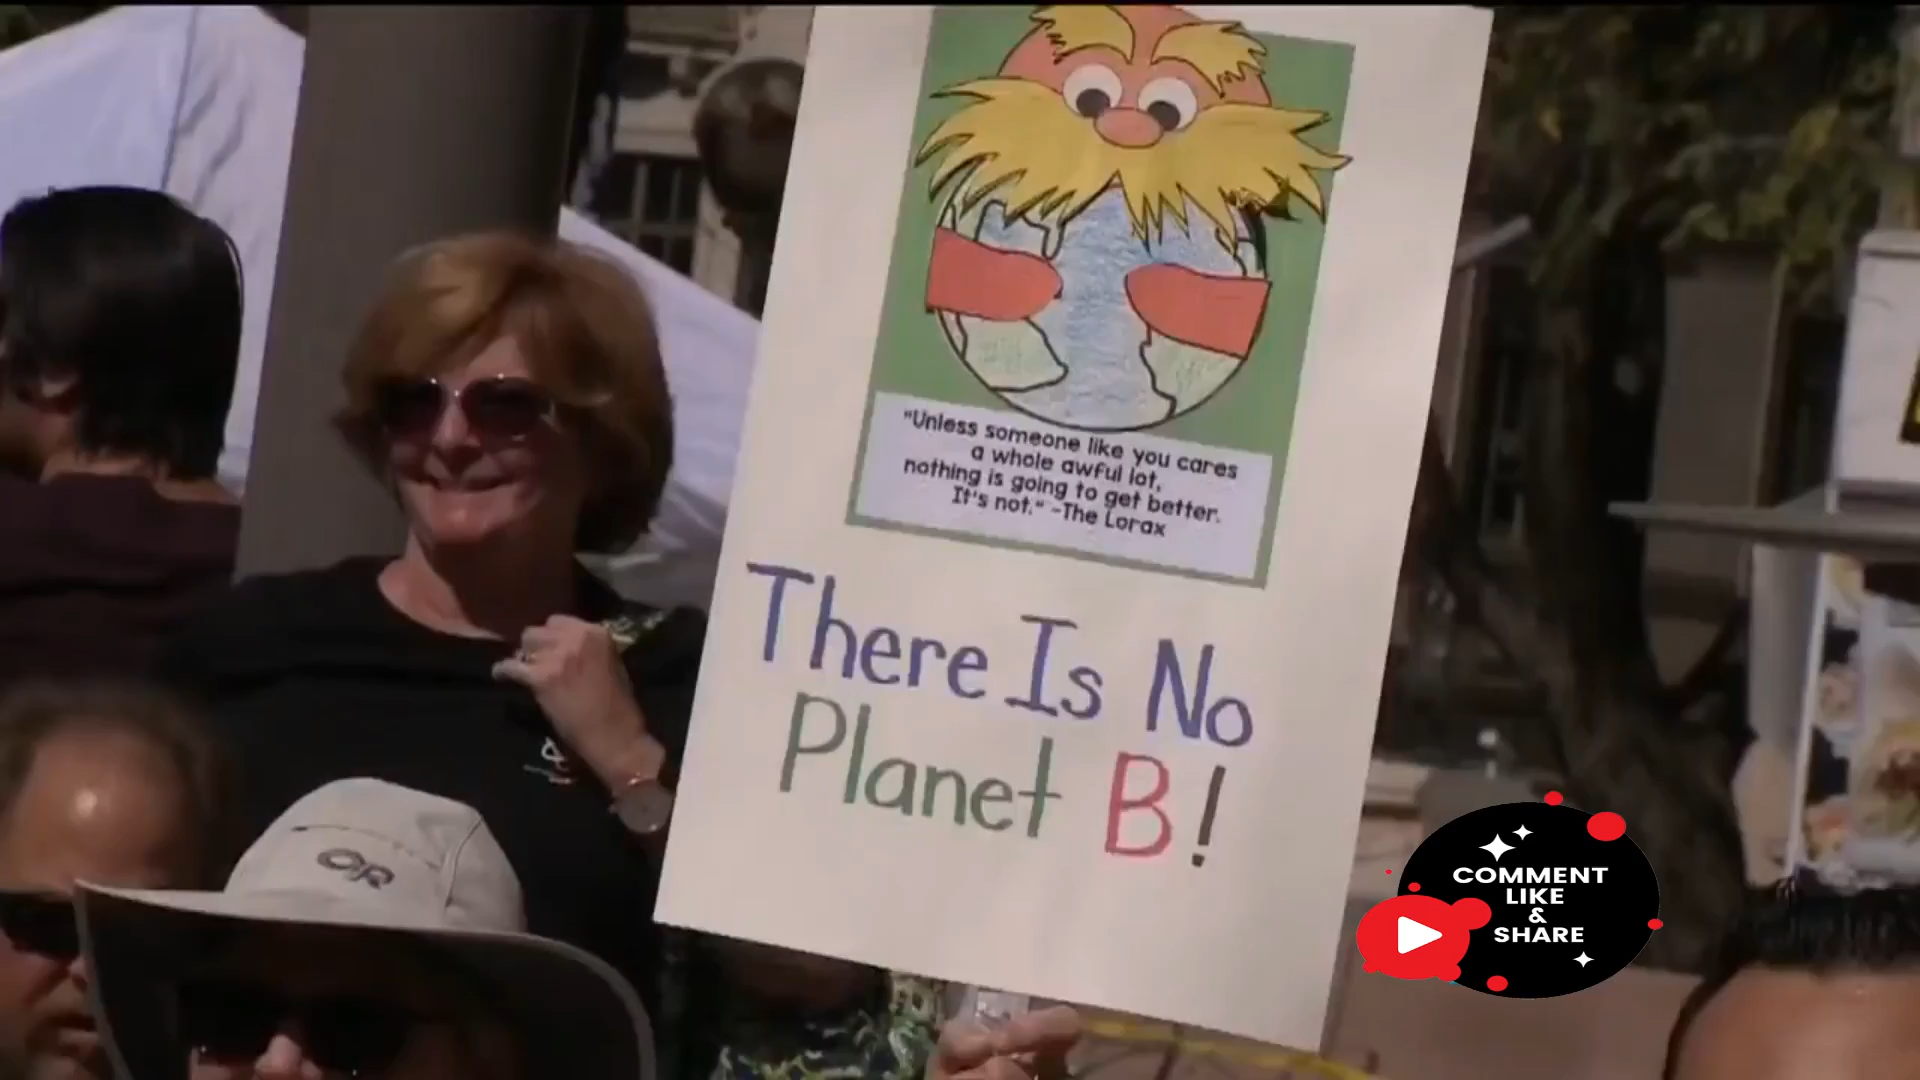 "Unless someone like you cares
a whole awful lot,
nothing is going to get better.
It's not." -The Lorax
There Is No
Planet B!
OR
COMMENT
LIKE
&
SHARE